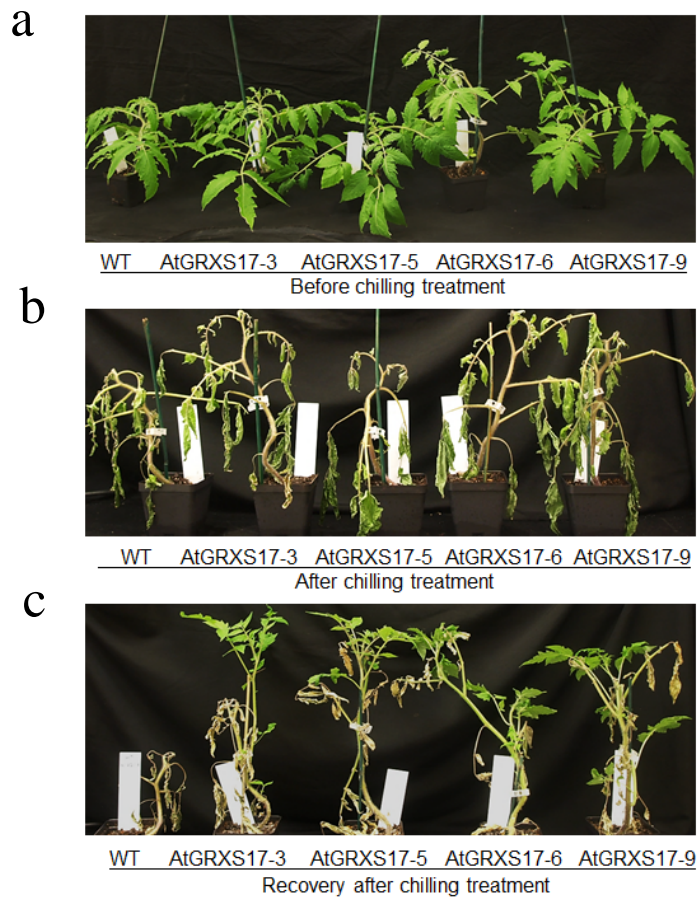 a
WT AtGRXS17-3 AtGRXS17-5 AtGRXS17-6 AtGRXS17-9
Before chilling treatment
b
WT AtGRXS17-3 AtGRXS17-5 AtGRXS17-6 AtGRXS17-9
After chilling treatment
c
WT AtGRXS17-3 AtGRXS17-5 AtGRXS17-6 AtGRXS17-9
Recovery after chilling treatment